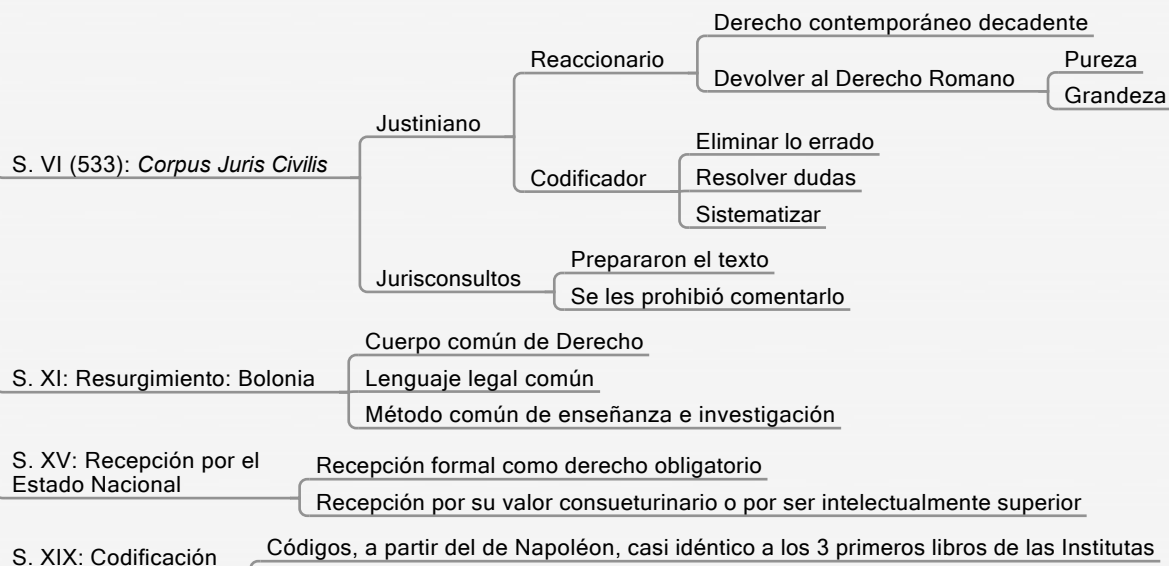 Derecho contemporáneo decadente
Reaccionario
Devolver al Derecho Romano
Pureza
Grandeza
Justiniano
S. VI (533): Corpus Juris Civilis
Eliminar lo errado
Codificador
Resolver dudas
Sistematizar
Jurisconsultos
Prepararon el texto
Se les prohibió comentarlo
S. XI: Resurgimiento: Bolonia
Cuerpo común de Derecho
Lenguaje legal común
Método común de enseñanza e investigación
S. XV: Recepción por el
Estado Nacional
Recepción formal como derecho obligatorio
Recepción por su valor consueturinario o por ser intelectualmente superior
S. XIX: Codificación
Códigos, a partir del de Napoléon, casi idéntico a los 3 primeros libros de las Institutas